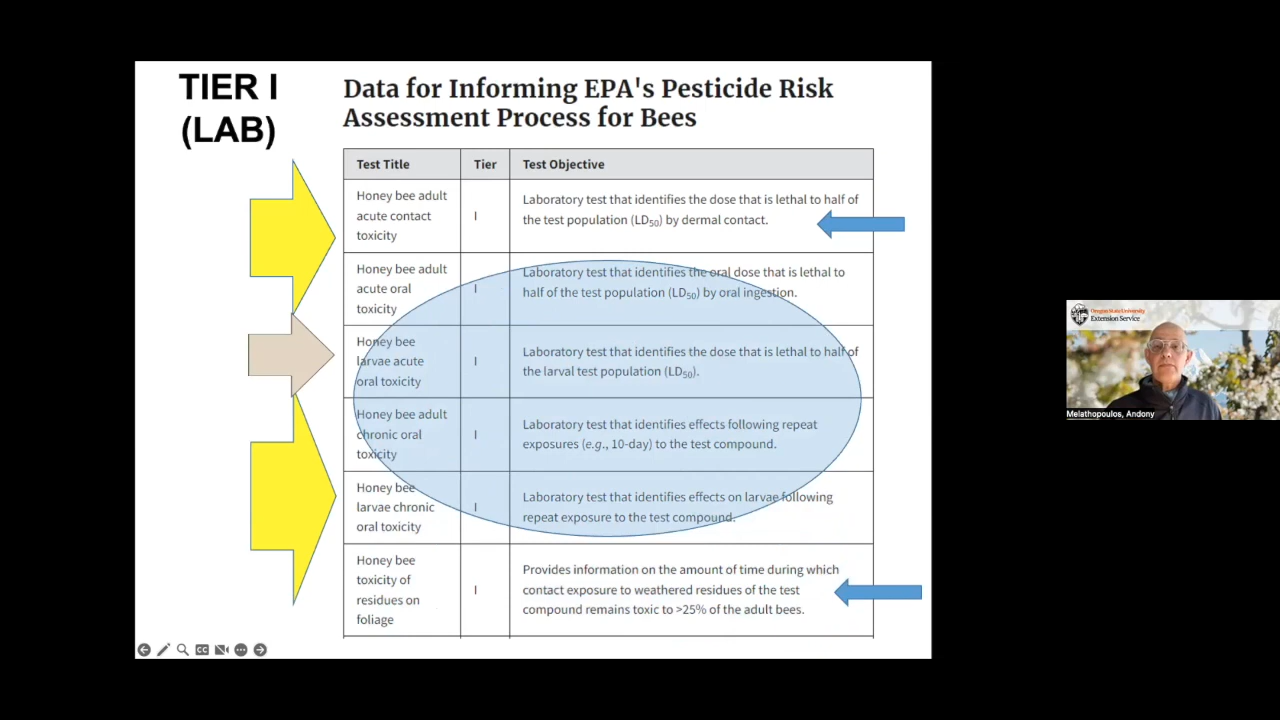 TIER I
(LAB)
Data for Informing EPA's Pesticide Risk
Assessment Process for Bees
Test Title Tier Test Objective
Honey bee adult
acute contact
toxicity
I
Laboratory test that identifies the dose that is lethal to half of
the test population (LD50) by dermal contact.
Honey bee adult
acute oral
toxicity
I
Laboratory test that identifies the oral dose that is lethal to
half of the test population (LD50) by oral ingestion.
Honey bee
larvae acute
oral toxicity
I
Laboratory test that identifies the dose that is lethal to half of
the larval test population (LD50).
Honey bee adult
chronic oral
toxicity
I
Laboratory test that identifies effects following repeat
exposures (e.g., 10-day) to the test compound.
Honey bee
larvae chronic
oral toxicity
I
Laboratory test that identifies effects on larvae following
repeat exposure to the test compound.
Honey bee
toxicity of
residues on
foliage
I
Provides information on the amount of time during which
contact exposure to weathered residues of the test
compound remains toxic to >25% of the adult bees.
CC
Oregon State University
Extension Service
Melathopoulos, Andony